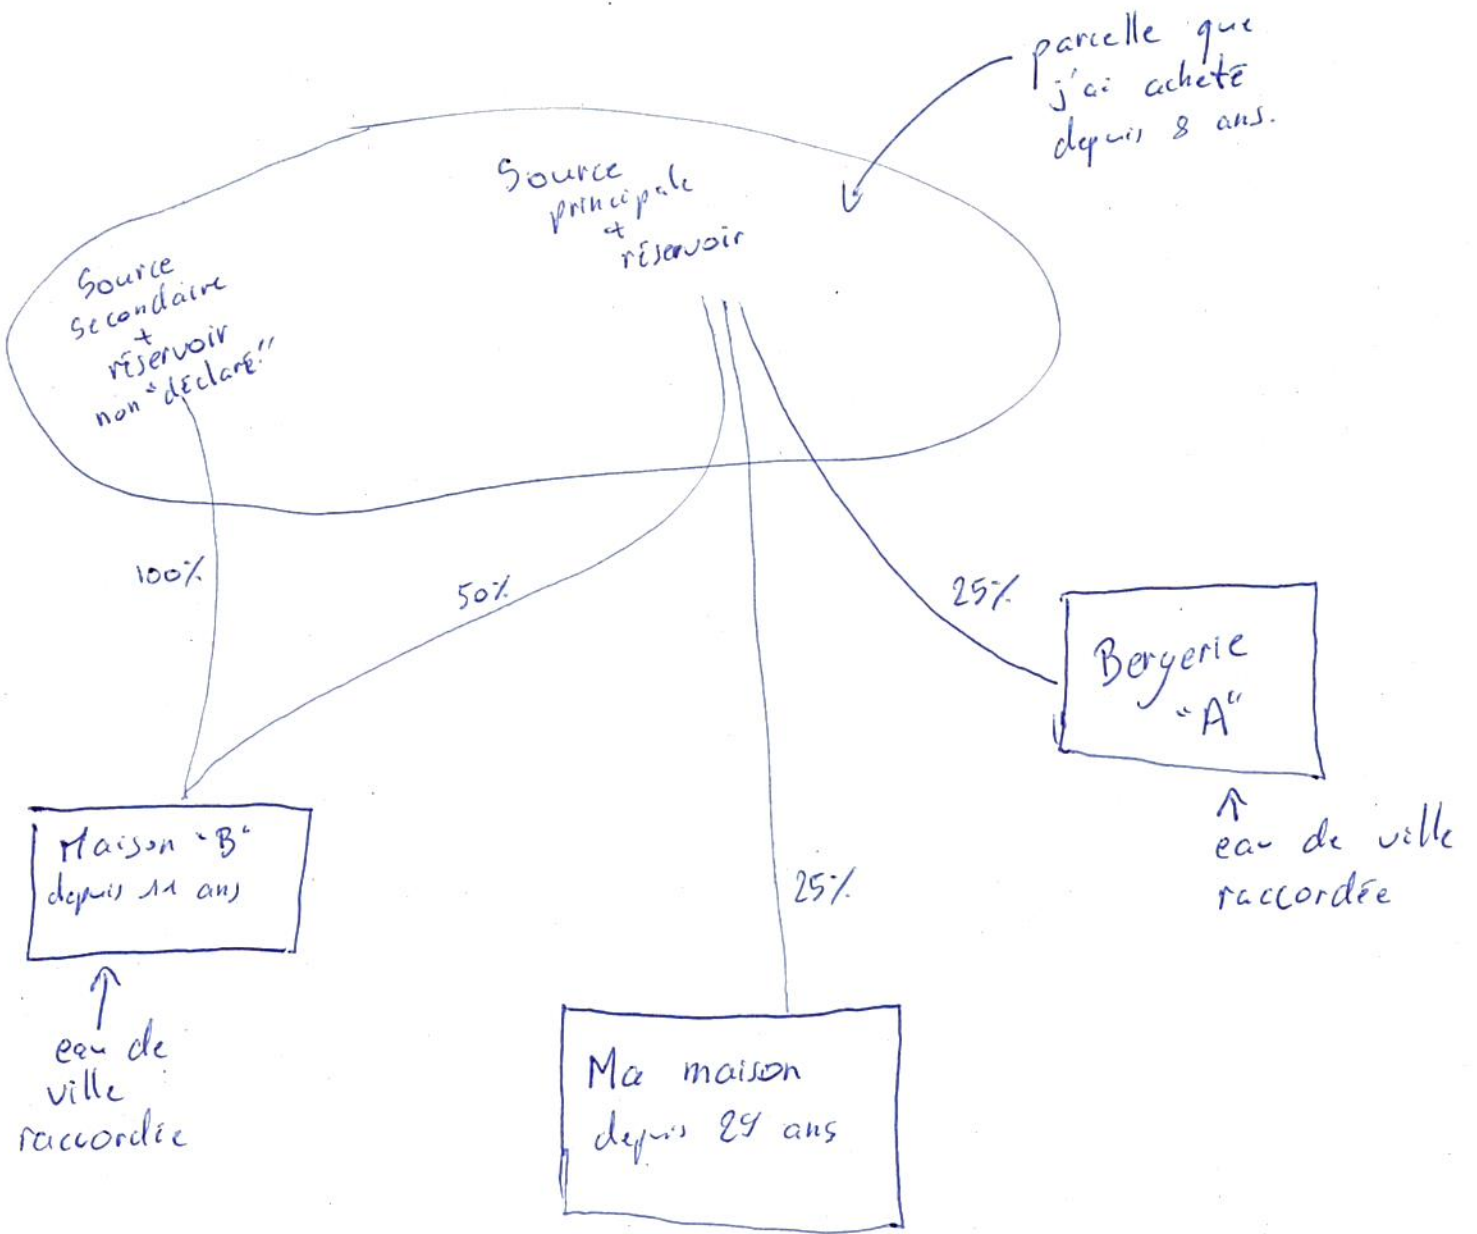 parcelle que
j'ai acheté
depuis 8 ans.
Source
principale
+
réservoir
Source
secondaire
+
réservoir
non "déclaré"
100%
50%
25%
25%
Bergerie
"A"
eau de ville
raccordée
Maison "B"
depuis 11 ans
eau de
ville
raccordée
Ma maison
depuis 29 ans